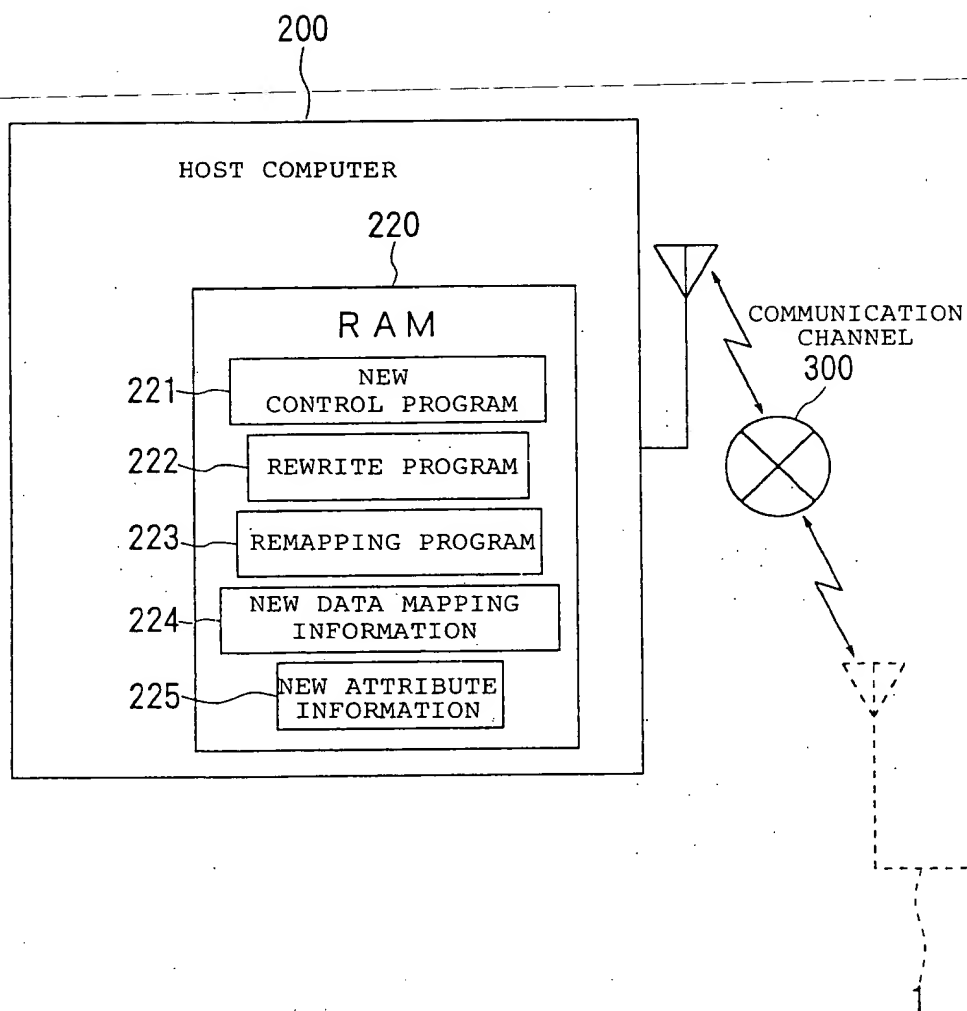 200
HOST COMPUTER
220
RAM
221
NEW
CONTROL PROGRAM
222
REWRITE PROGRAM
223
REMAPPING PROGRAM
224
NEW DATA MAPPING
INFORMATION
225
NEW ATTRIBUTE
INFORMATION
COMMUNICATION
CHANNEL
300
1